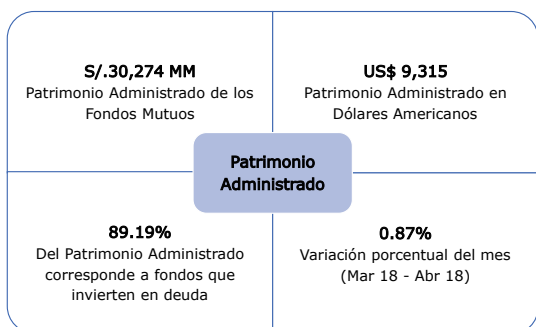 S/.30,274 MM
Patrimonio Administrado de los
Fondos Mutuos
US$ 9,315
Patrimonio Administrado en
Dólares Americanos
Patrimonio
Administrado
89.19%
Del Patrimonio Administrado
corresponde a fondos que
invierten en deuda
0.87%
Variación porcentual del mes
(Mar 18 - Abr 18)